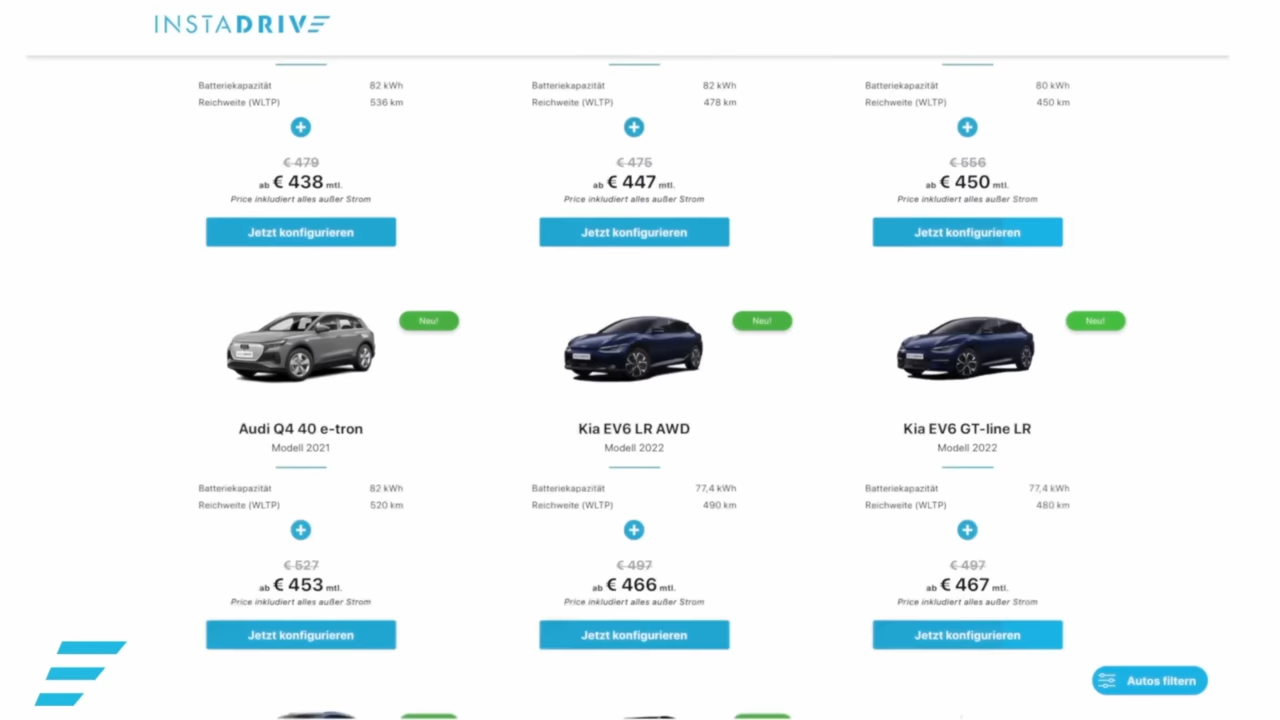 INSTADRIVE
Batteriekapazität 82 kWh
Reichweite (WLTP) 536 km
€ 479
ab € 438 mtl.
Price inkludiert alles außer Strom
Jetzt konfigurieren
Batteriekapazität 82 kWh
Reichweite (WLTP) 478 km
€ 475
ab € 447 mtl.
Price inkludiert alles außer Strom
Jetzt konfigurieren
Batteriekapazität 80 kWh
Reichweite (WLTP) 450 km
€ 556
ab € 450 mtl.
Price inkludiert alles außer Strom
Jetzt konfigurieren
Neu!
Audi Q4 40 e-tron
Modell 2021
Batteriekapazität 82 kWh
Reichweite (WLTP) 520 km
€ 527
ab € 453 mtl.
Price inkludiert alles außer Strom
Jetzt konfigurieren
Neu!
Kia EV6 LR AWD
Modell 2022
Batteriekapazität 77,4 kWh
Reichweite (WLTP) 490 km
€ 497
ab € 466 mtl.
Price inkludiert alles außer Strom
Jetzt konfigurieren
Neu!
Kia EV6 GT-line LR
Modell 2022
Batteriekapazität 77,4 kWh
Reichweite (WLTP) 480 km
€ 497
ab € 467 mtl.
Price inkludiert alles außer Strom
Jetzt konfigurieren
Autos filtern